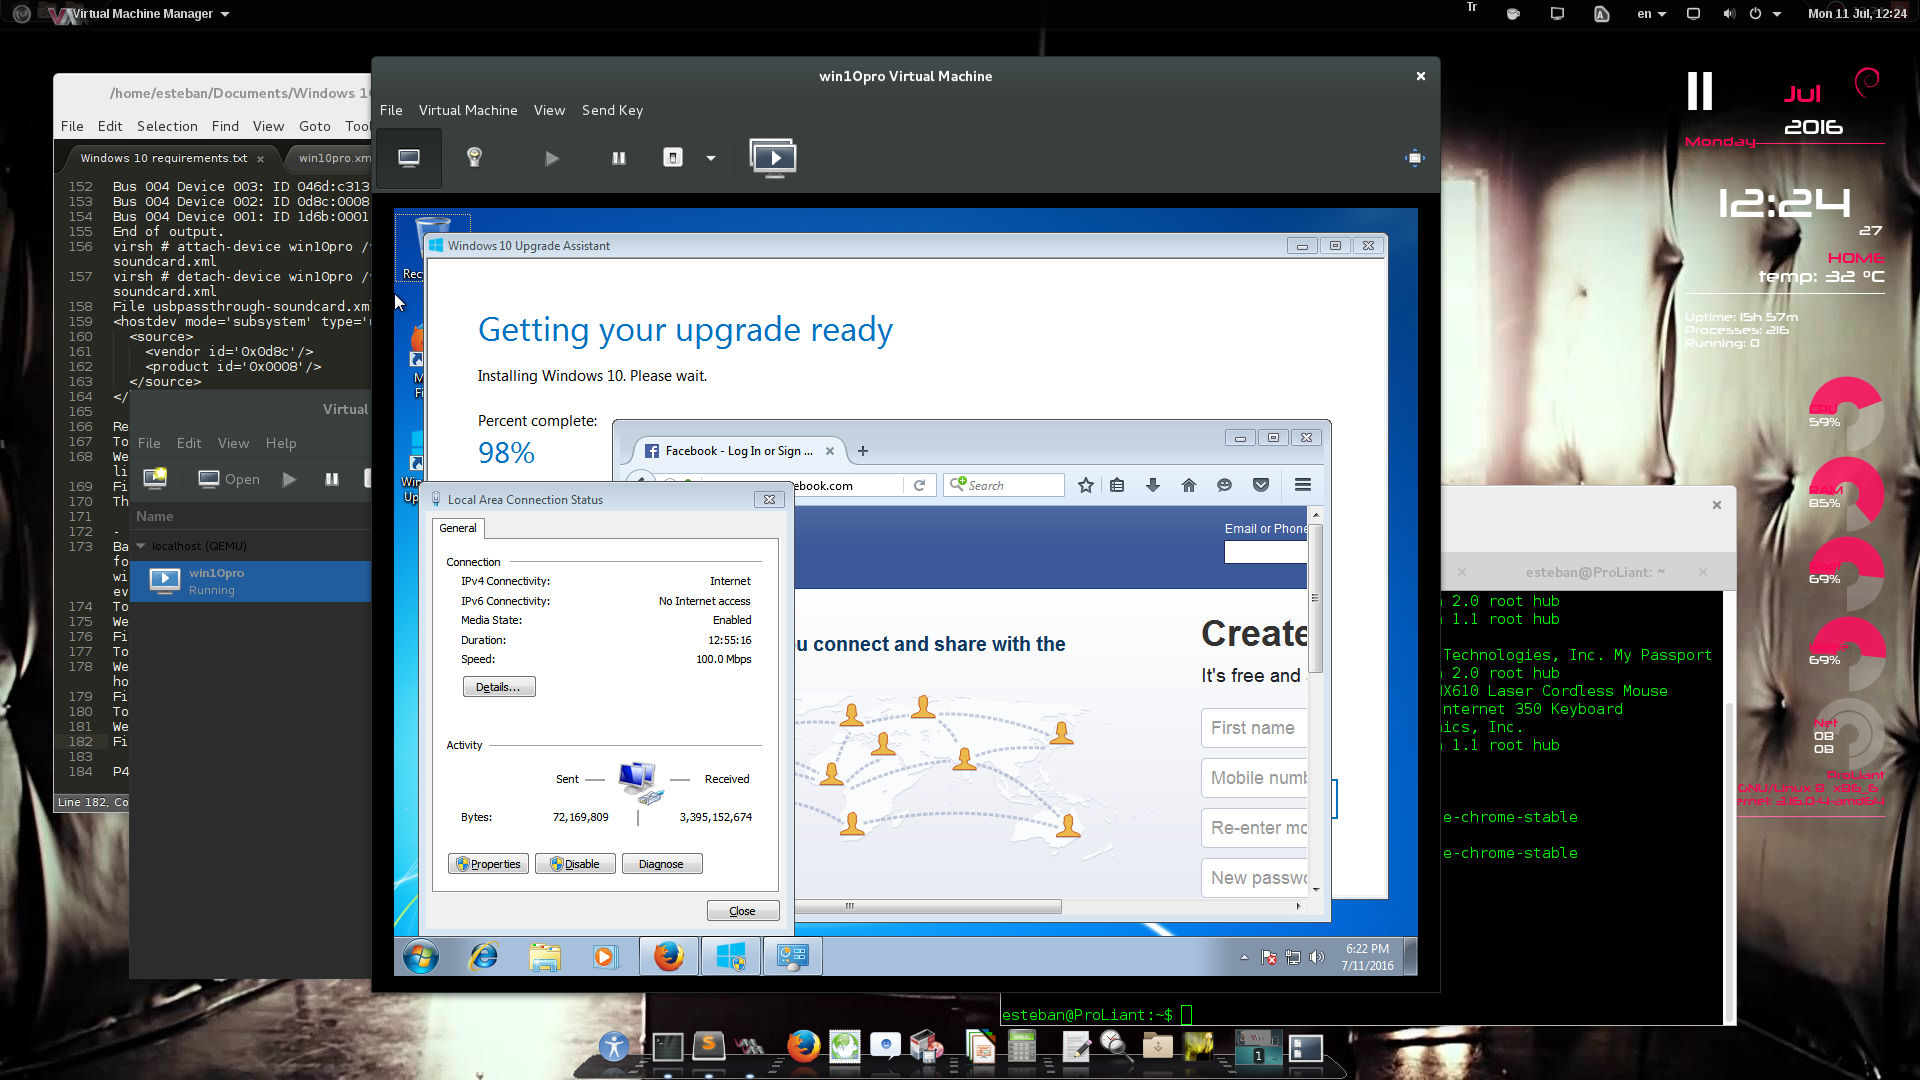 Virtual Machine Manager
Tr
en
Mon 11 Jul, 12:24
/home/esteban/Documents/Windows 1
File Edit Selection Find View Goto Tool
Windows 10 requirements.txt ×
win10pro.xm
152 Bus 004 Device 003: ID 046d:c313
153 Bus 004 Device 002: ID 0d8c:0008
154 Bus 004 Device 001: ID 1d6b:0001
155 End of output.
156 virsh # attach-device win10pro /
soundcard.xml
157 virsh # detach-device win10pro /
soundcard.xml
158 File usbpassthrough-soundcard.xml
159 <hostdev mode='subsystem' type='
160 <source>
161 <vendor id='0x0d8c'/>
162 <product id='0x0008'/>
163 </source>
164 </
165
166 Re
167 To
168 We
li
169 Fi
170 Th
171
172 -
173 Ba
fo
wi
ev
174 To
175 We
176 Fi
177 To
178 We
ho
179 Fi
180 To
181 We
182 Fi
183
184 P4
Line 182, Co
Virtual
File Edit View Help
Open
Name
localhost (QEMU)
win10pro
Running
win10pro Virtual Machine
File Virtual Machine View Send Key
Rec
M
Fi
Win
Up
Windows 10 Upgrade Assistant
Getting your upgrade ready
Installing Windows 10. Please wait.
Percent complete:
98%
Facebook - Log In or Sign ...
ebook.com
Search
Email or Phone
u connect and share with the
Create
It's free and
First name
Mobile numb
Re-enter mo
New passwo
Local Area Connection Status
General
Connection
IPv4 Connectivity: Internet
IPv6 Connectivity: No Internet access
Media State: Enabled
Duration: 12:55:16
Speed: 100.0 Mbps
Details...
Activity
Sent Received
Bytes: 72,169,809 3,395,152,674
Properties Disable Diagnose
Close
6:22 PM
7/11/2016
esteban@ProLiant: ~
2.0 root hub
1.1 root hub
Technologies, Inc. My Passport
2.0 root hub
X610 Laser Cordless Mouse
nternet 350 Keyboard
ics, Inc.
1.1 root hub
e-chrome-stable
e-chrome-stable
esteban@ProLiant:~$
11
Jul
2016
Monday
12:24
27
HOME
temp: 32 °C
Uptime: 15h 57m
Processes: 216
Running: 0
CPU
59%
RAM
85%
Root
69%
69%
Net
0B
0B
ProLiant
GNU/Linux 8 x86_6
ernet 3.16.0-4-amd64
1